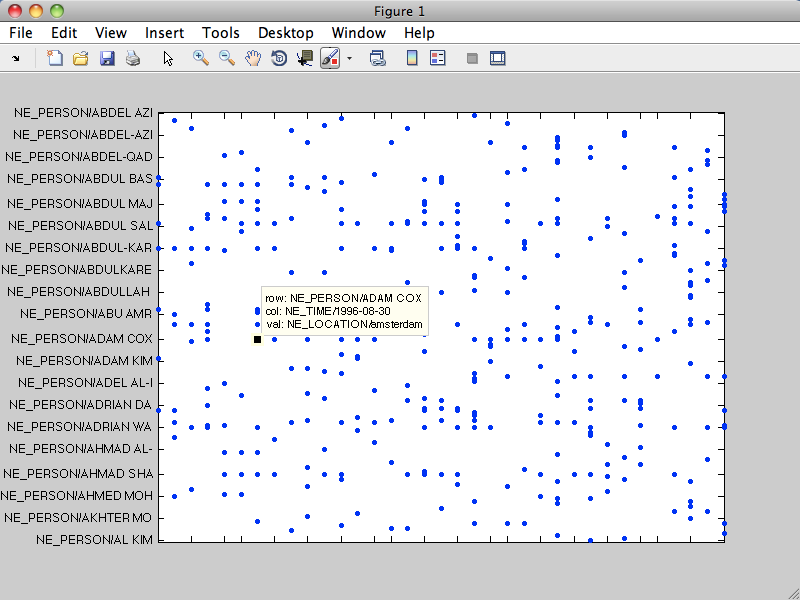 Figure 1
File Edit View Insert Tools Desktop Window Help
NE_PERSON/ABDEL AZI
NE_PERSON/ABDEL-AZI
NE_PERSON/ABDEL-QAD
NE_PERSON/ABDUL BAS
NE_PERSON/ABDUL MAJ
NE_PERSON/ABDUL SAL
NE_PERSON/ABDUL-KAR
NE_PERSON/ABDULKARE
NE_PERSON/ABDULLAH
row: NE_PERSON/ADAM COX
col: NE_TIME/1996-08-30
val: NE_LOCATION/amsterdam
NE_PERSON/ABU AMR
NE_PERSON/ADAM COX
NE_PERSON/ADAM KIM
NE_PERSON/ADEL AL-I
NE_PERSON/ADRIAN DA
NE_PERSON/ADRIAN WA
NE_PERSON/AHMAD AL-
NE_PERSON/AHMAD SHA
NE_PERSON/AHMED MOH
NE_PERSON/AKHTER MO
NE_PERSON/AL KIM